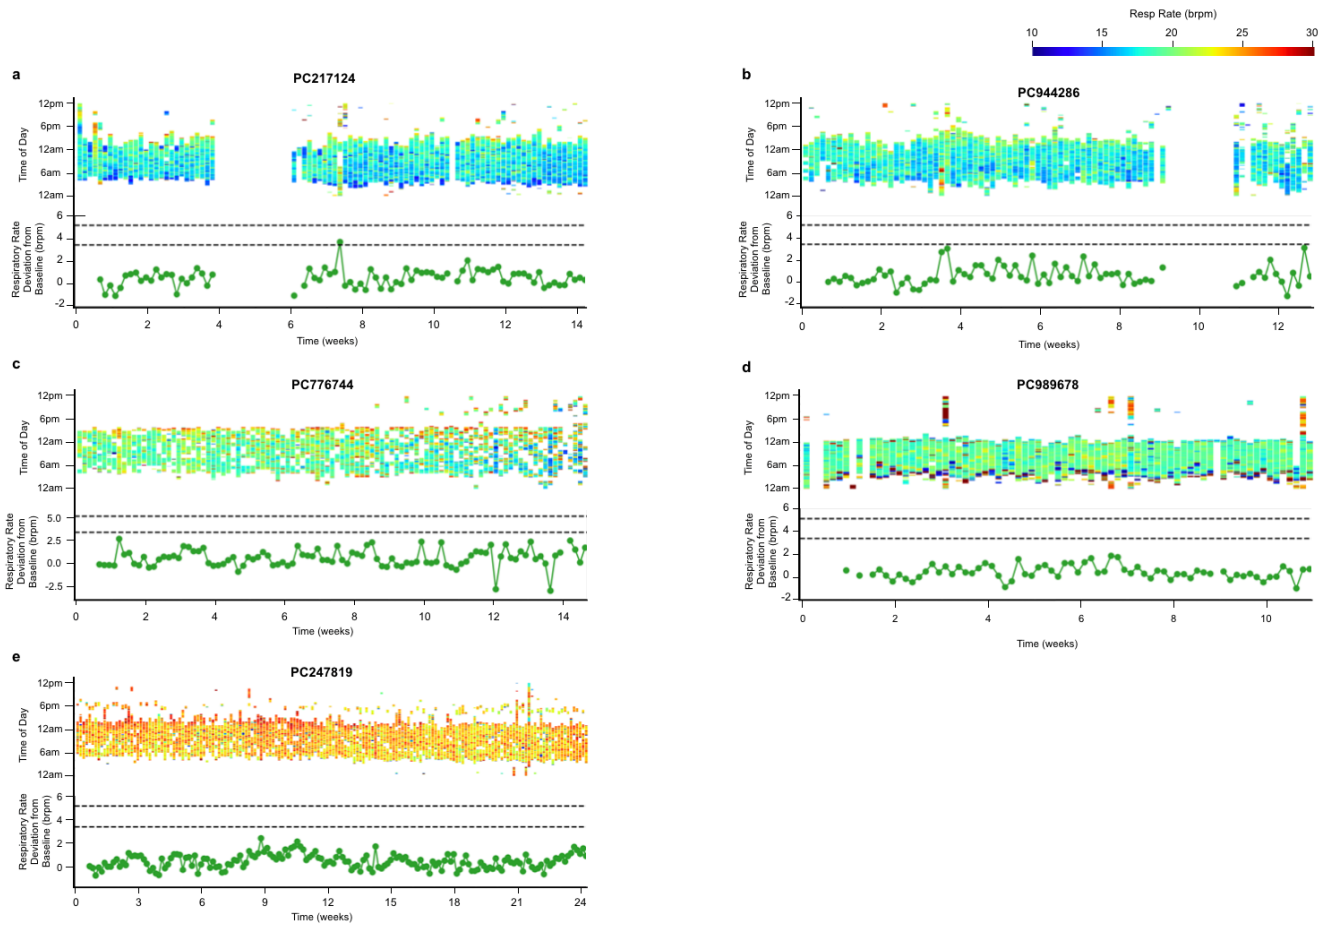 Resp Rate (brpm)
10 15 20 25 30
a
PC217124
12pm
6pm
12am
6am
12am
Time of Day
6
4
2
0
-2
Respiratory Rate
Deviation from
Baseline (brpm)
0 2 4 6 8 10 12 14
Time (weeks)
b
PC944286
12pm
6pm
12am
6am
12am
Time of Day
6
4
2
0
-2
Respiratory Rate
Deviation from
Baseline (brpm)
0 2 4 6 8 10 12
Time (weeks)
c
PC776744
12pm
6pm
12am
6am
12am
Time of Day
5.0
2.5
0.0
-2.5
Respiratory Rate
Deviation from
Baseline (brpm)
0 2 4 6 8 10 12 14
Time (weeks)
d
PC989678
12pm
6pm
12am
6am
12am
Time of Day
6
4
2
0
-2
Respiratory Rate
Deviation from
Baseline (brpm)
0 2 4 6 8 10
Time (weeks)
e
PC247819
12pm
6pm
12am
6am
12am
Time of Day
6
4
2
0
Respiratory Rate
Deviation from
Baseline (brpm)
0 3 6 9 12 15 18 21 24
Time (weeks)